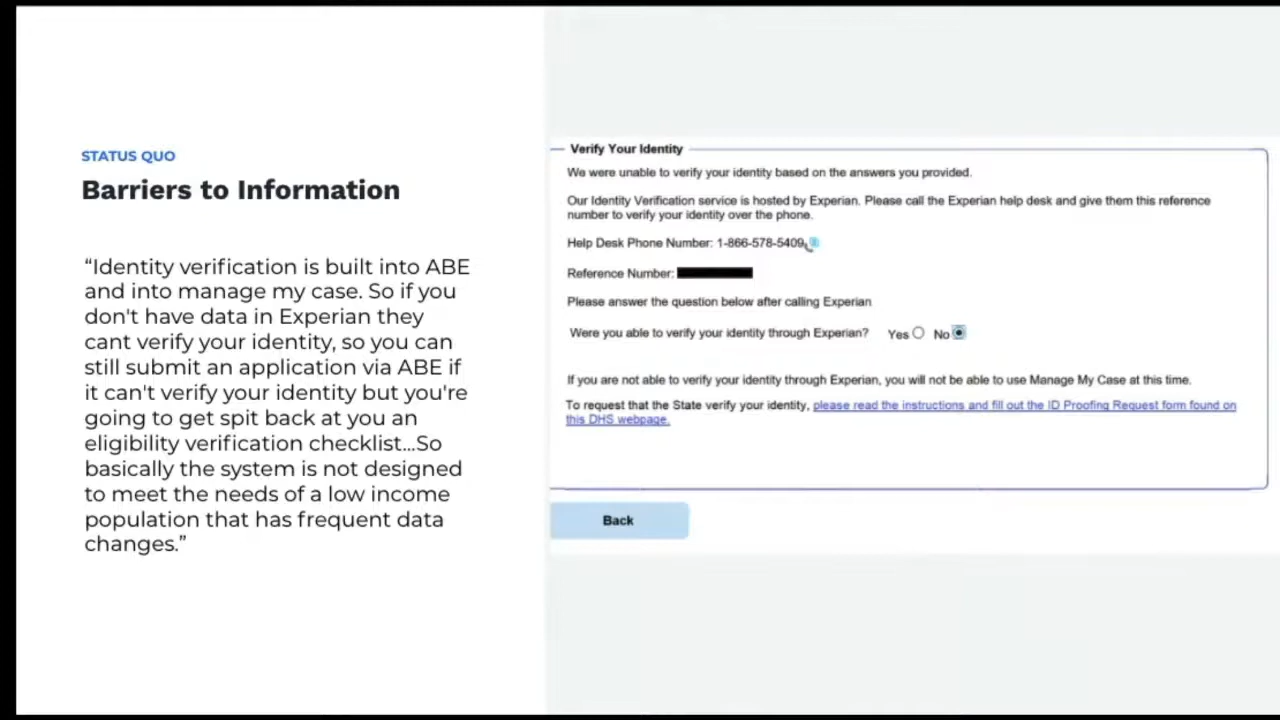 STATUS QUO
Barriers to Information
“Identity verification is built into ABE
and into manage my case. So if you
don't have data in Experian they
cant verify your identity, so you can
still submit an application via ABE if
it can't verify your identity but you're
going to get spit back at you an
eligibility verification checklist...So
basically the system is not designed
to meet the needs of a low income
population that has frequent data
changes.”
Verify Your Identity
We were unable to verify your identity based on the answers you provided.
Our Identity Verification service is hosted by Experian. Please call the Experian help desk and give them this reference
number to verify your identity over the phone.
Help Desk Phone Number: 1-866-578-5409
Reference Number:
Please answer the question below after calling Experian
Were you able to verify your identity through Experian? Yes No
If you are not able to verify your identity through Experian, you will not be able to use Manage My Case at this time.
To request that the State verify your identity, please read the instructions and fill out the ID Proofing Request form found on
this DHS webpage.
Back